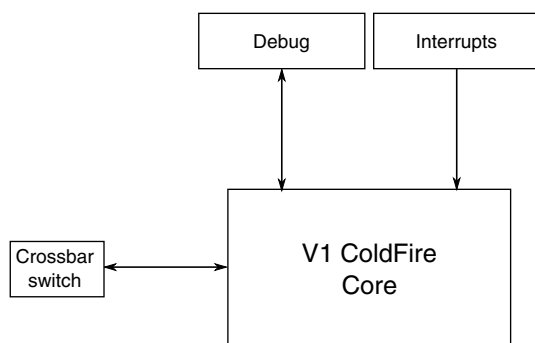 Debug
Interrupts
V1 ColdFire
Core
Crossbar
switch